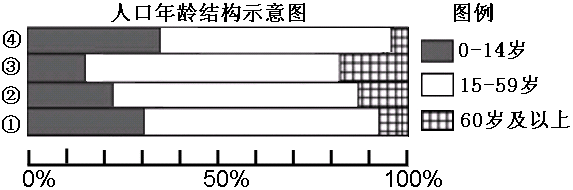 人口年龄结构示意图
图例
④
③
②
①
0-14岁
15-59岁
60岁及以上
0% 50% 100%